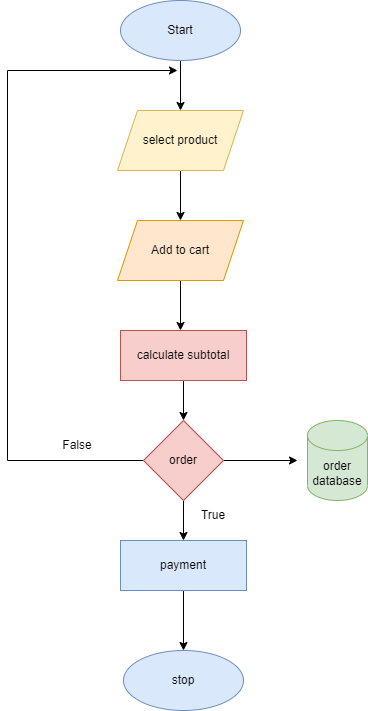 Start
select product
Add to cart
calculate subtotal
False
order
order
database
True
payment
stop